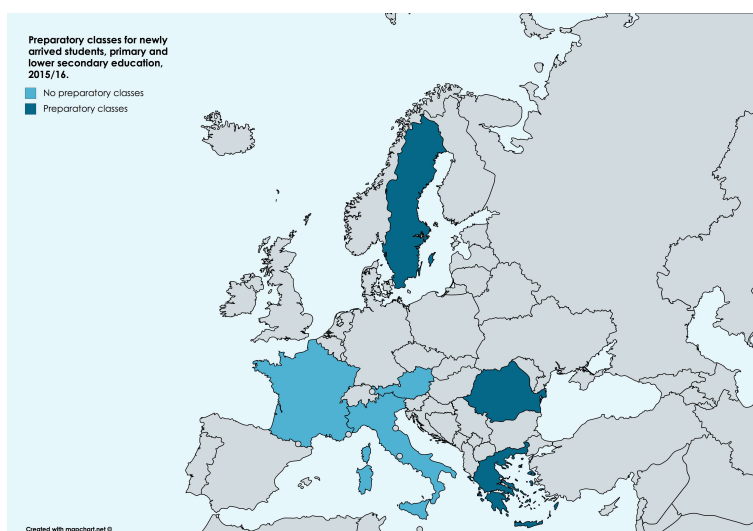 Preparatory classes for newly
arrived students, primary and
lower secondary education,
2015/16.
No preparatory classes
Preparatory classes
Created with mapchart.net ©